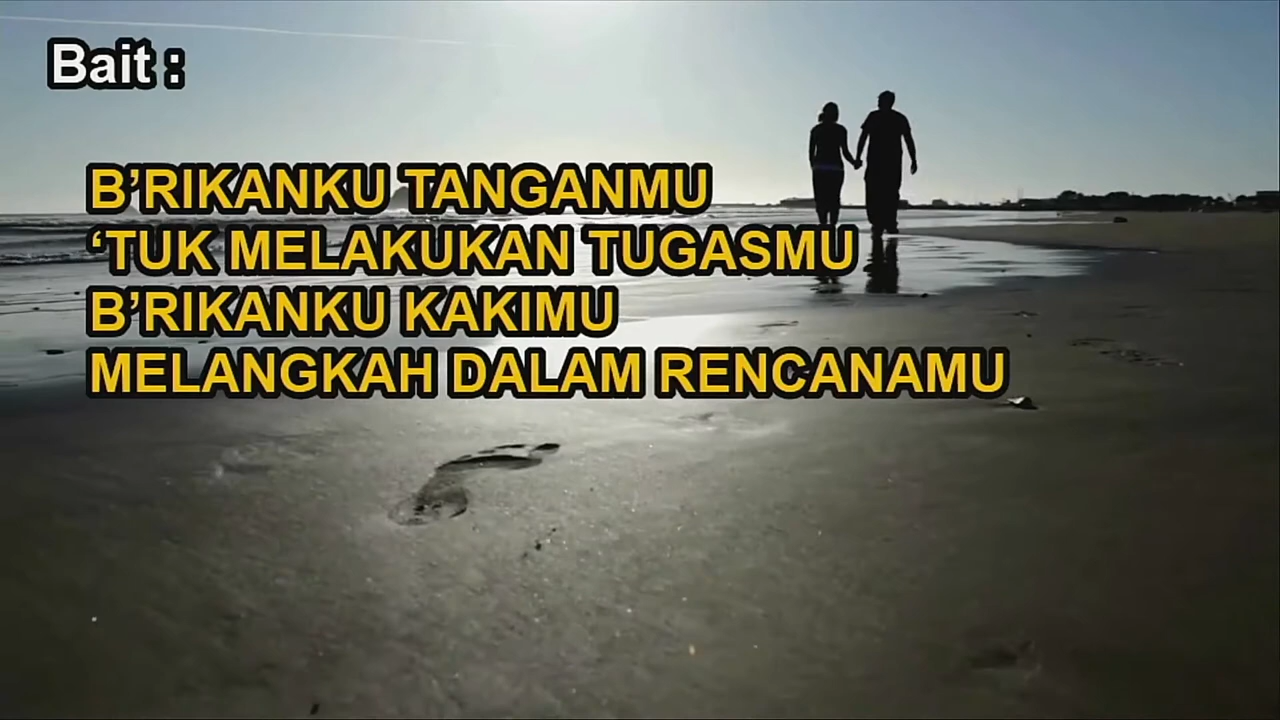 Bait :
B’RIKANKU TANGANMU
‘TUK MELAKUKAN TUGASMU
B’RIKANKU KAKIMU
MELANGKAH DALAM RENCANAMU